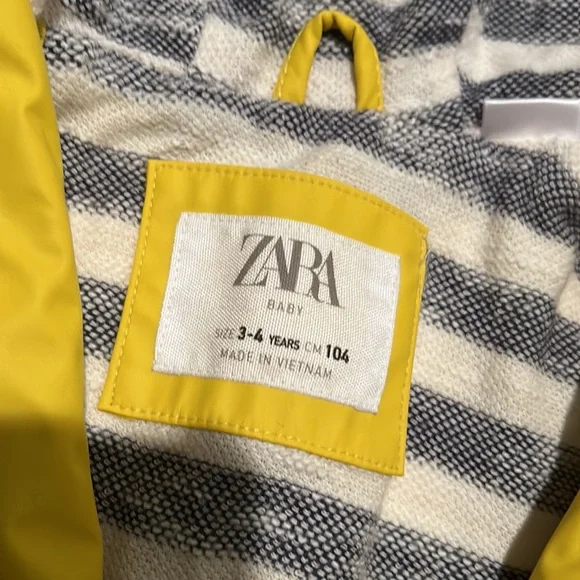 ZARA
BABY
SIZE 3-4 YEARS CM 104
MADE IN VIETNAM